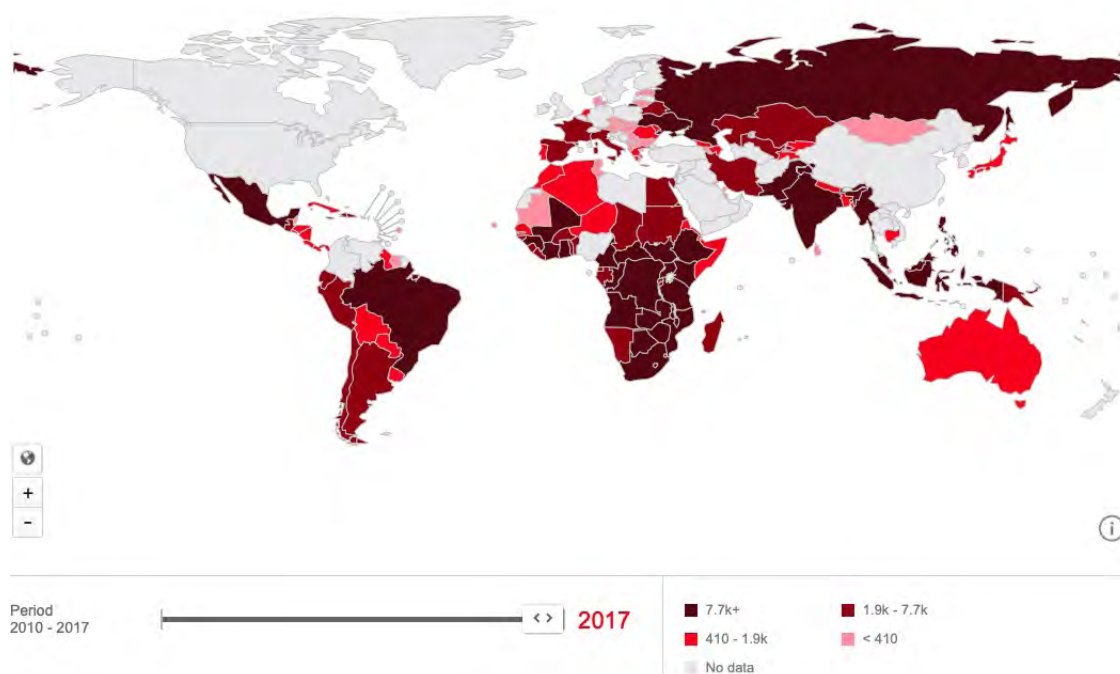 +
-
i
Period
2010 - 2017
< >
2017
7.7k+
1.9k - 7.7k
410 - 1.9k
< 410
No data